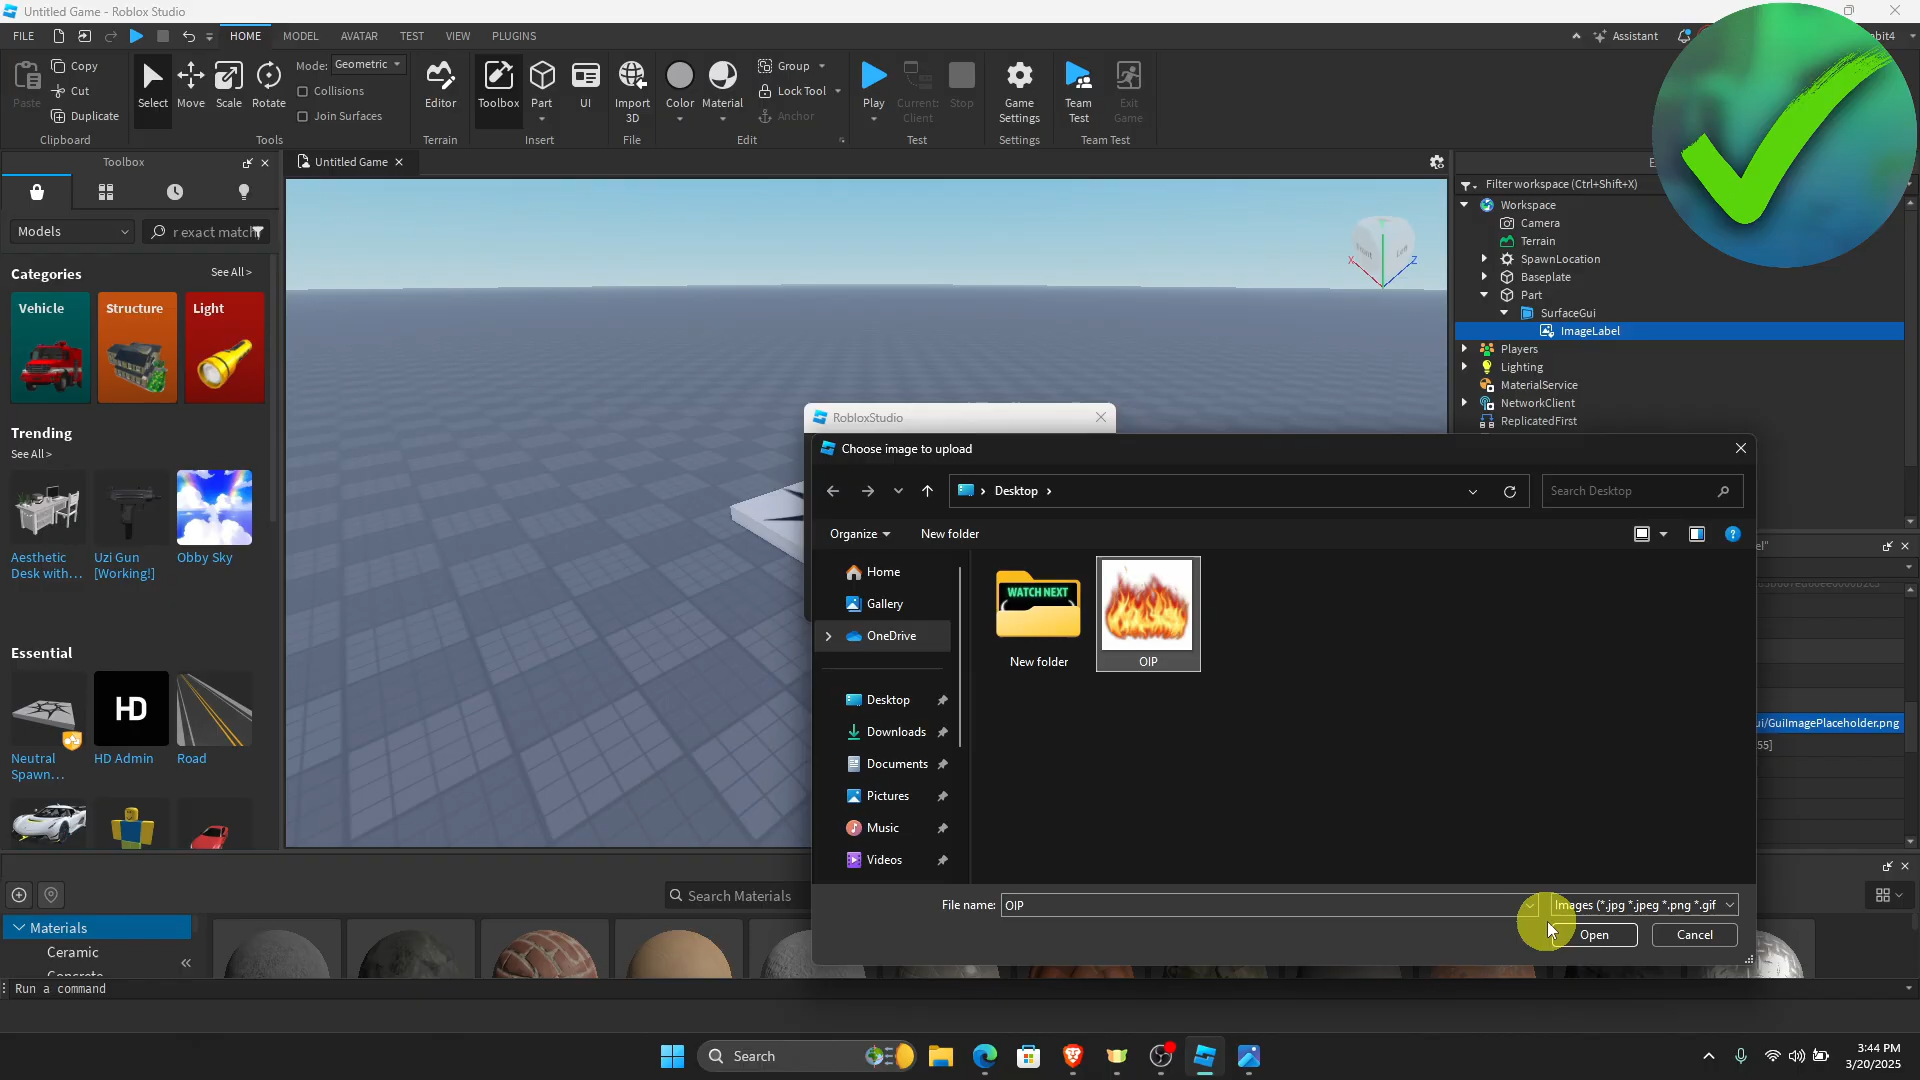 Untitled Game - Roblox Studio
FILE HOME MODEL AVATAR TEST VIEW PLUGINS Assistant
Paste Copy Cut Duplicate
Clipboard
Select Move Scale Rotate
Mode: Geometric
Collisions
Join Surfaces
Tools
Editor
Terrain
Toolbox Part UI
Insert
Import 3D
File
Color Material
Group
Lock Tool
Anchor
Edit
Play Current: Client Stop
Test
Game Settings
Settings
Team Test Exit Game
Team Test
Toolbox
Untitled Game
Models
r exact match
Categories See All >
Vehicle Structure Light
Trending
See All >
Aesthetic Desk with...
Uzi Gun [Working!]
Obby Sky
Essential
Neutral Spawn...
HD
HD Admin
Road
Filter workspace (Ctrl+Shift+X)
Workspace
Camera
Terrain
SpawnLocation
Baseplate
Part
SurfaceGui
ImageLabel
Players
Lighting
MaterialService
NetworkClient
ReplicatedFirst
X Z
RobloxStudio
Choose image to upload
Desktop
Search Desktop
Organize New folder
Home
Gallery
OneDrive
Desktop
Downloads
Documents
Pictures
Music
Videos
WATCH NEXT
New folder
OIP
File name: OIP
Images (*.jpg *.jpeg *.png *.gif
Open Cancel
ui/GuiImagePlaceholder.png
55]
Search Materials
Materials
Ceramic
Concrete
Run a command
Search
3:44 PM
3/20/2025